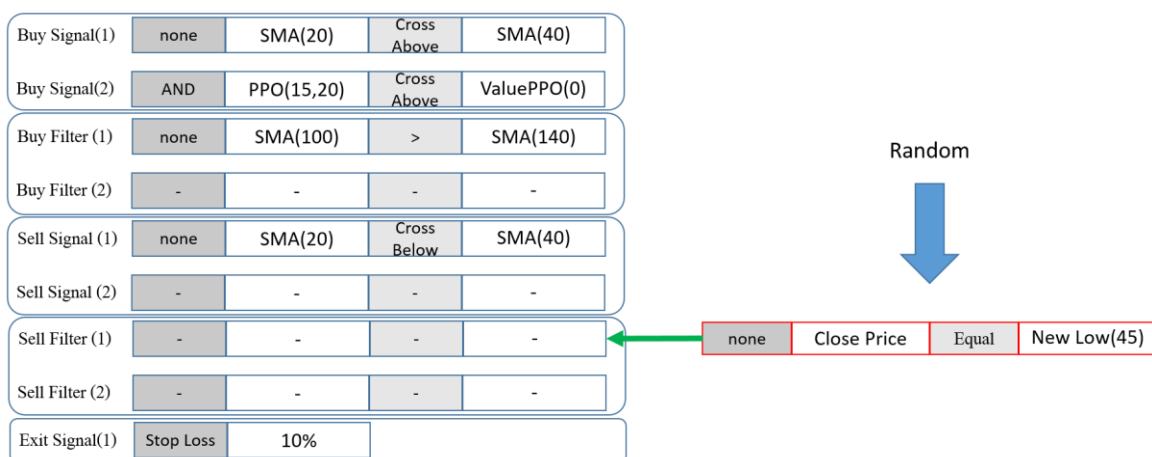 Buy Signal(1) none SMA(20) Cross Above SMA(40)
Buy Signal(2) AND PPO(15,20) Cross Above ValuePPO(0)
Buy Filter (1) none SMA(100) > SMA(140)
Buy Filter (2) - - - -
Sell Signal (1) none SMA(20) Cross Below SMA(40)
Sell Signal (2) - - - -
Sell Filter (1) - - - -
Sell Filter (2) - - - -
Exit Signal(1) Stop Loss 10%
Random
none Close Price Equal New Low(45)